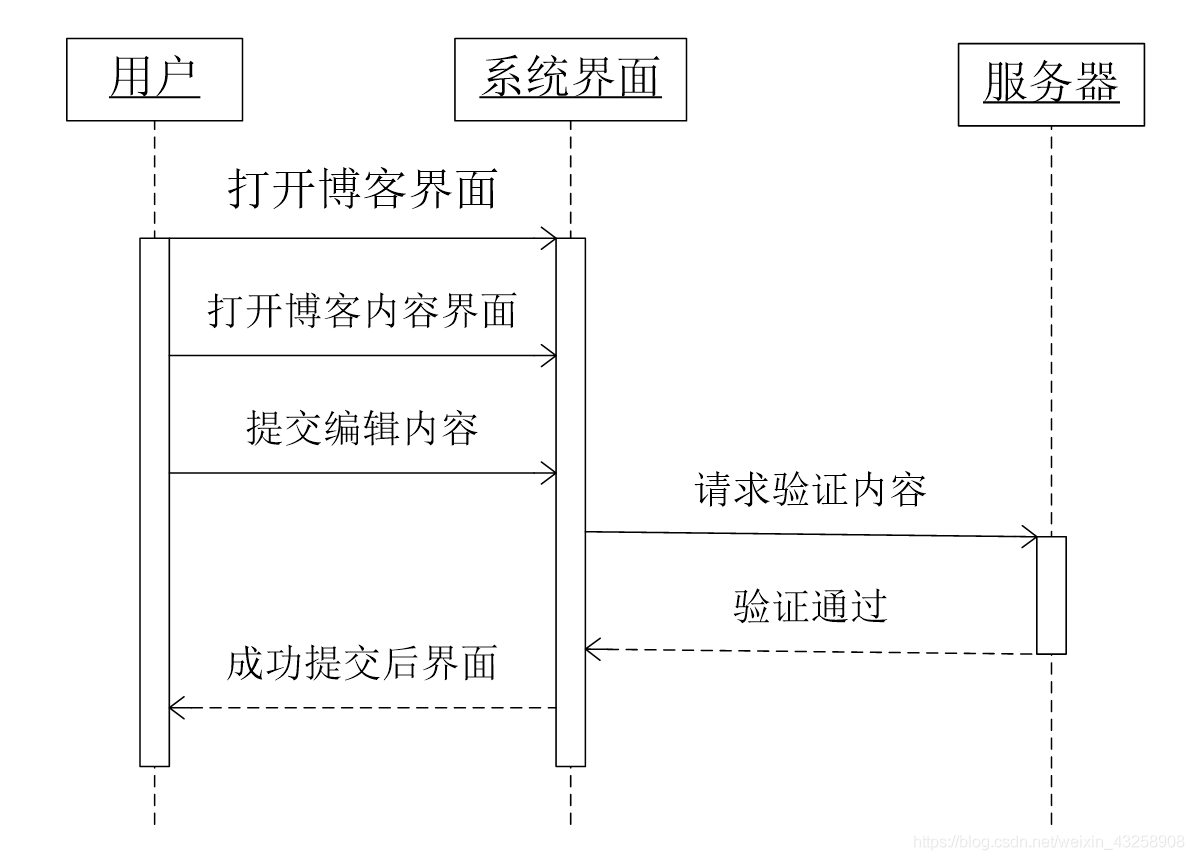 用户
系统界面
服务器
打开博客界面
打开博客内容界面
提交编辑内容
请求验证内容
验证通过
成功提交后界面
https://blog.csdn.net/weixin_43258908